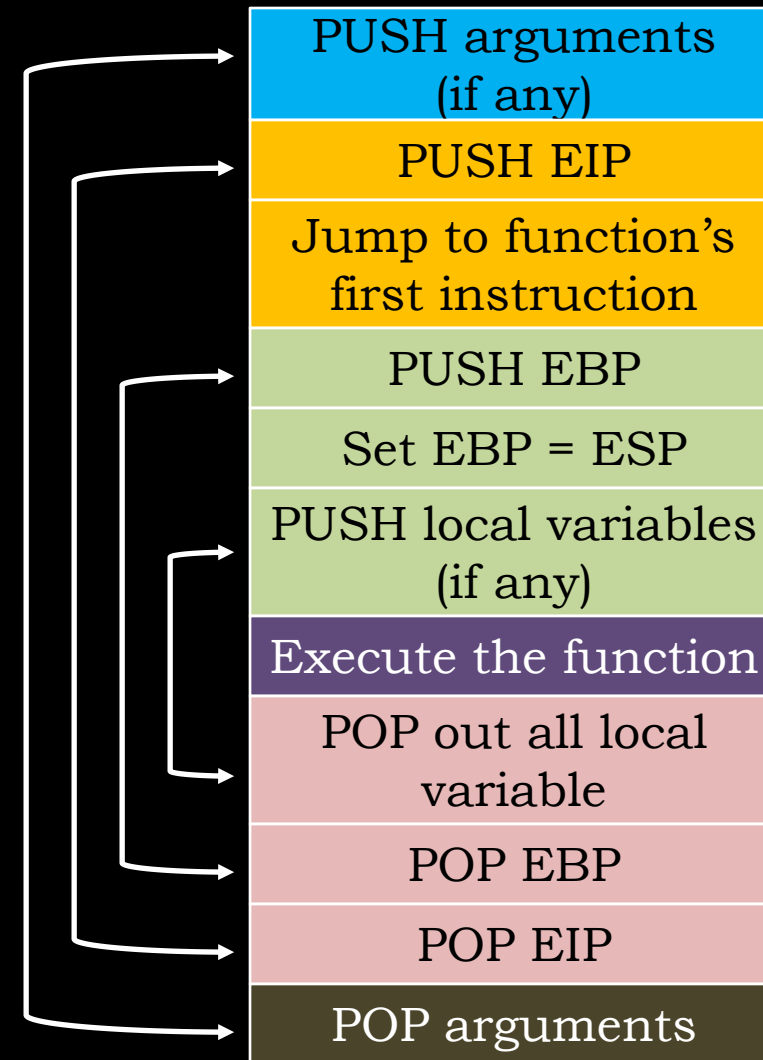 PUSH arguments
(if any)
PUSH EIP
Jump to function’s
first instruction
PUSH EBP
Set EBP = ESP
PUSH local variables
(if any)
Execute the function
POP out all local
variable
POP EBP
POP EIP
POP arguments